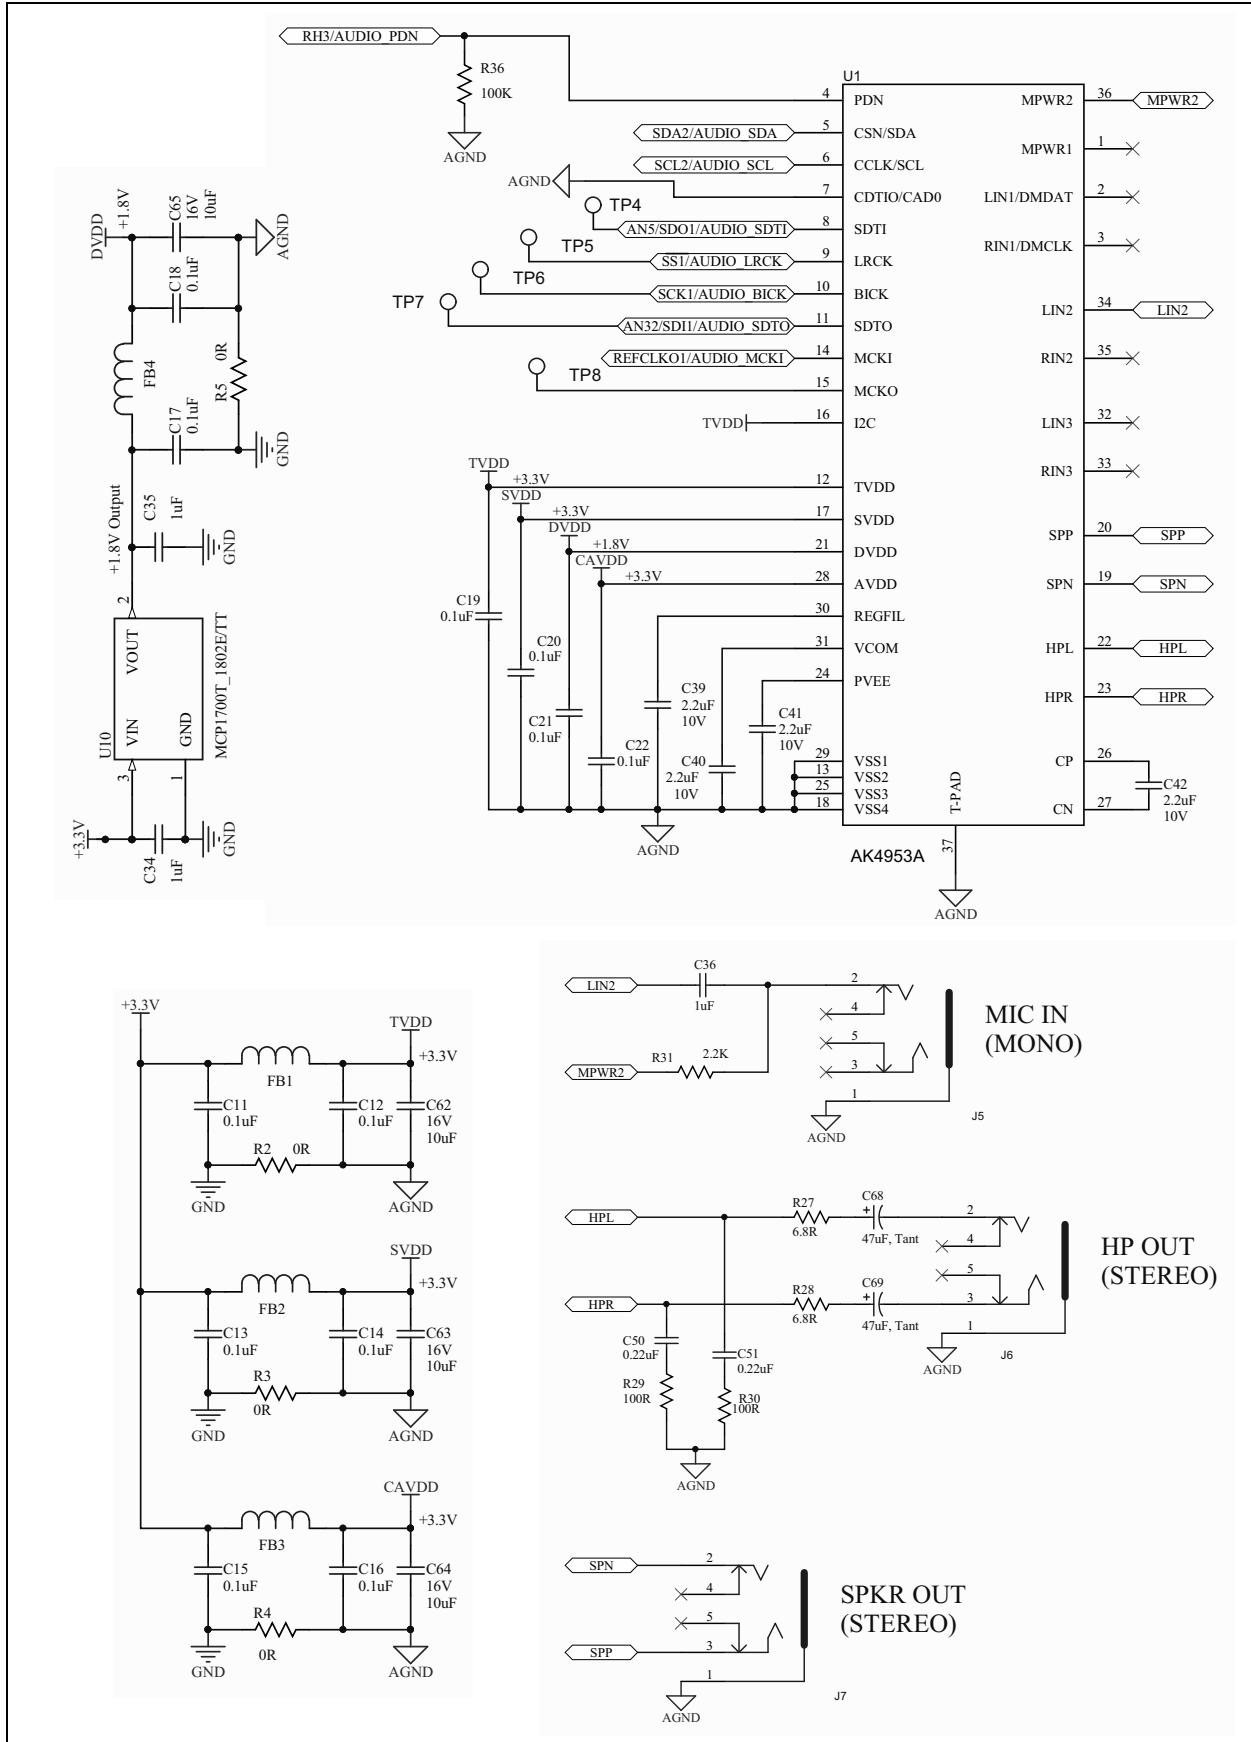 RH3/AUDIO_PDN
R36
100K
AGND
U1
4 PDN
SDA2/AUDIO_SDA 5 CSN/SDA
SCL2/AUDIO_SCL 6 CCLK/SCL
AGND 7 CDTIO/CAD0
TP4
AN5/SDO1/AUDIO_SDTI 8 SDTI
TP5
SS1/AUDIO_LRCK 9 LRCK
TP6
SCK1/AUDIO_BICK 10 BICK
TP7
AN32/SDI1/AUDIO_SDTO 11 SDTO
REFCLKO1/AUDIO_MCKI 14 MCKI
TP8
15 MCKO
TVDD 16 I2C
TVDD
+3.3V 12 TVDD
SVDD
+3.3V 17 SVDD
DVDD
+1.8V 21 DVDD
CAVDD
+3.3V 28 AVDD
30 REGFIL
31 VCOM
24 PVEE
29 VSS1
13 VSS2
25 VSS3
18 VSS4
MPWR2 36 MPWR2
MPWR1 1
LIN1/DMDAT 2
RIN1/DMCLK 3
LIN2 34 LIN2
RIN2 35
LIN3 32
RIN3 33
SPP 20 SPP
SPN 19 SPN
HPL 22 HPL
HPR 23 HPR
CP 26
CN 27
C42
2.2uF
10V
T-PAD
37
AGND
AK4953A
C19
0.1uF
C20
0.1uF
C21
0.1uF
C22
0.1uF
C39
2.2uF
10V
C40
2.2uF
10V
C41
2.2uF
10V
AGND
DVDD
+1.8V
C65
16V
10uF
AGND
C18
0.1uF
FB4
R5
0R
C17
0.1uF
GND
+1.8V Output
C35
1uF
GND
2
VOUT
VIN
GND
U10
MCP1700T_1802E/TT
3
1
+3.3V
C34
1uF
GND
+3.3V
TVDD
+3.3V
FB1
C11
0.1uF
C12
0.1uF
C62
16V
10uF
R2 0R
GND
AGND
SVDD
+3.3V
FB2
C13
0.1uF
C14
0.1uF
C63
16V
10uF
R3
0R
GND
AGND
CAVDD
+3.3V
FB3
C15
0.1uF
C16
0.1uF
C64
16V
10uF
R4
0R
GND
AGND
LIN2
C36
1uF
MPWR2
R31 2.2K
2
4
5
3
1
AGND
J5
MIC IN
(MONO)
HPL
R27
6.8R
C68
+
47uF, Tant
HPR
R28
6.8R
C69
+
47uF, Tant
2
4
5
3
1
AGND
J6
HP OUT
(STEREO)
C50
0.22uF
C51
0.22uF
R29
100R
R30
100R
AGND
SPN
SPP
2
4
5
3
1
AGND
J7
SPKR OUT
(STEREO)